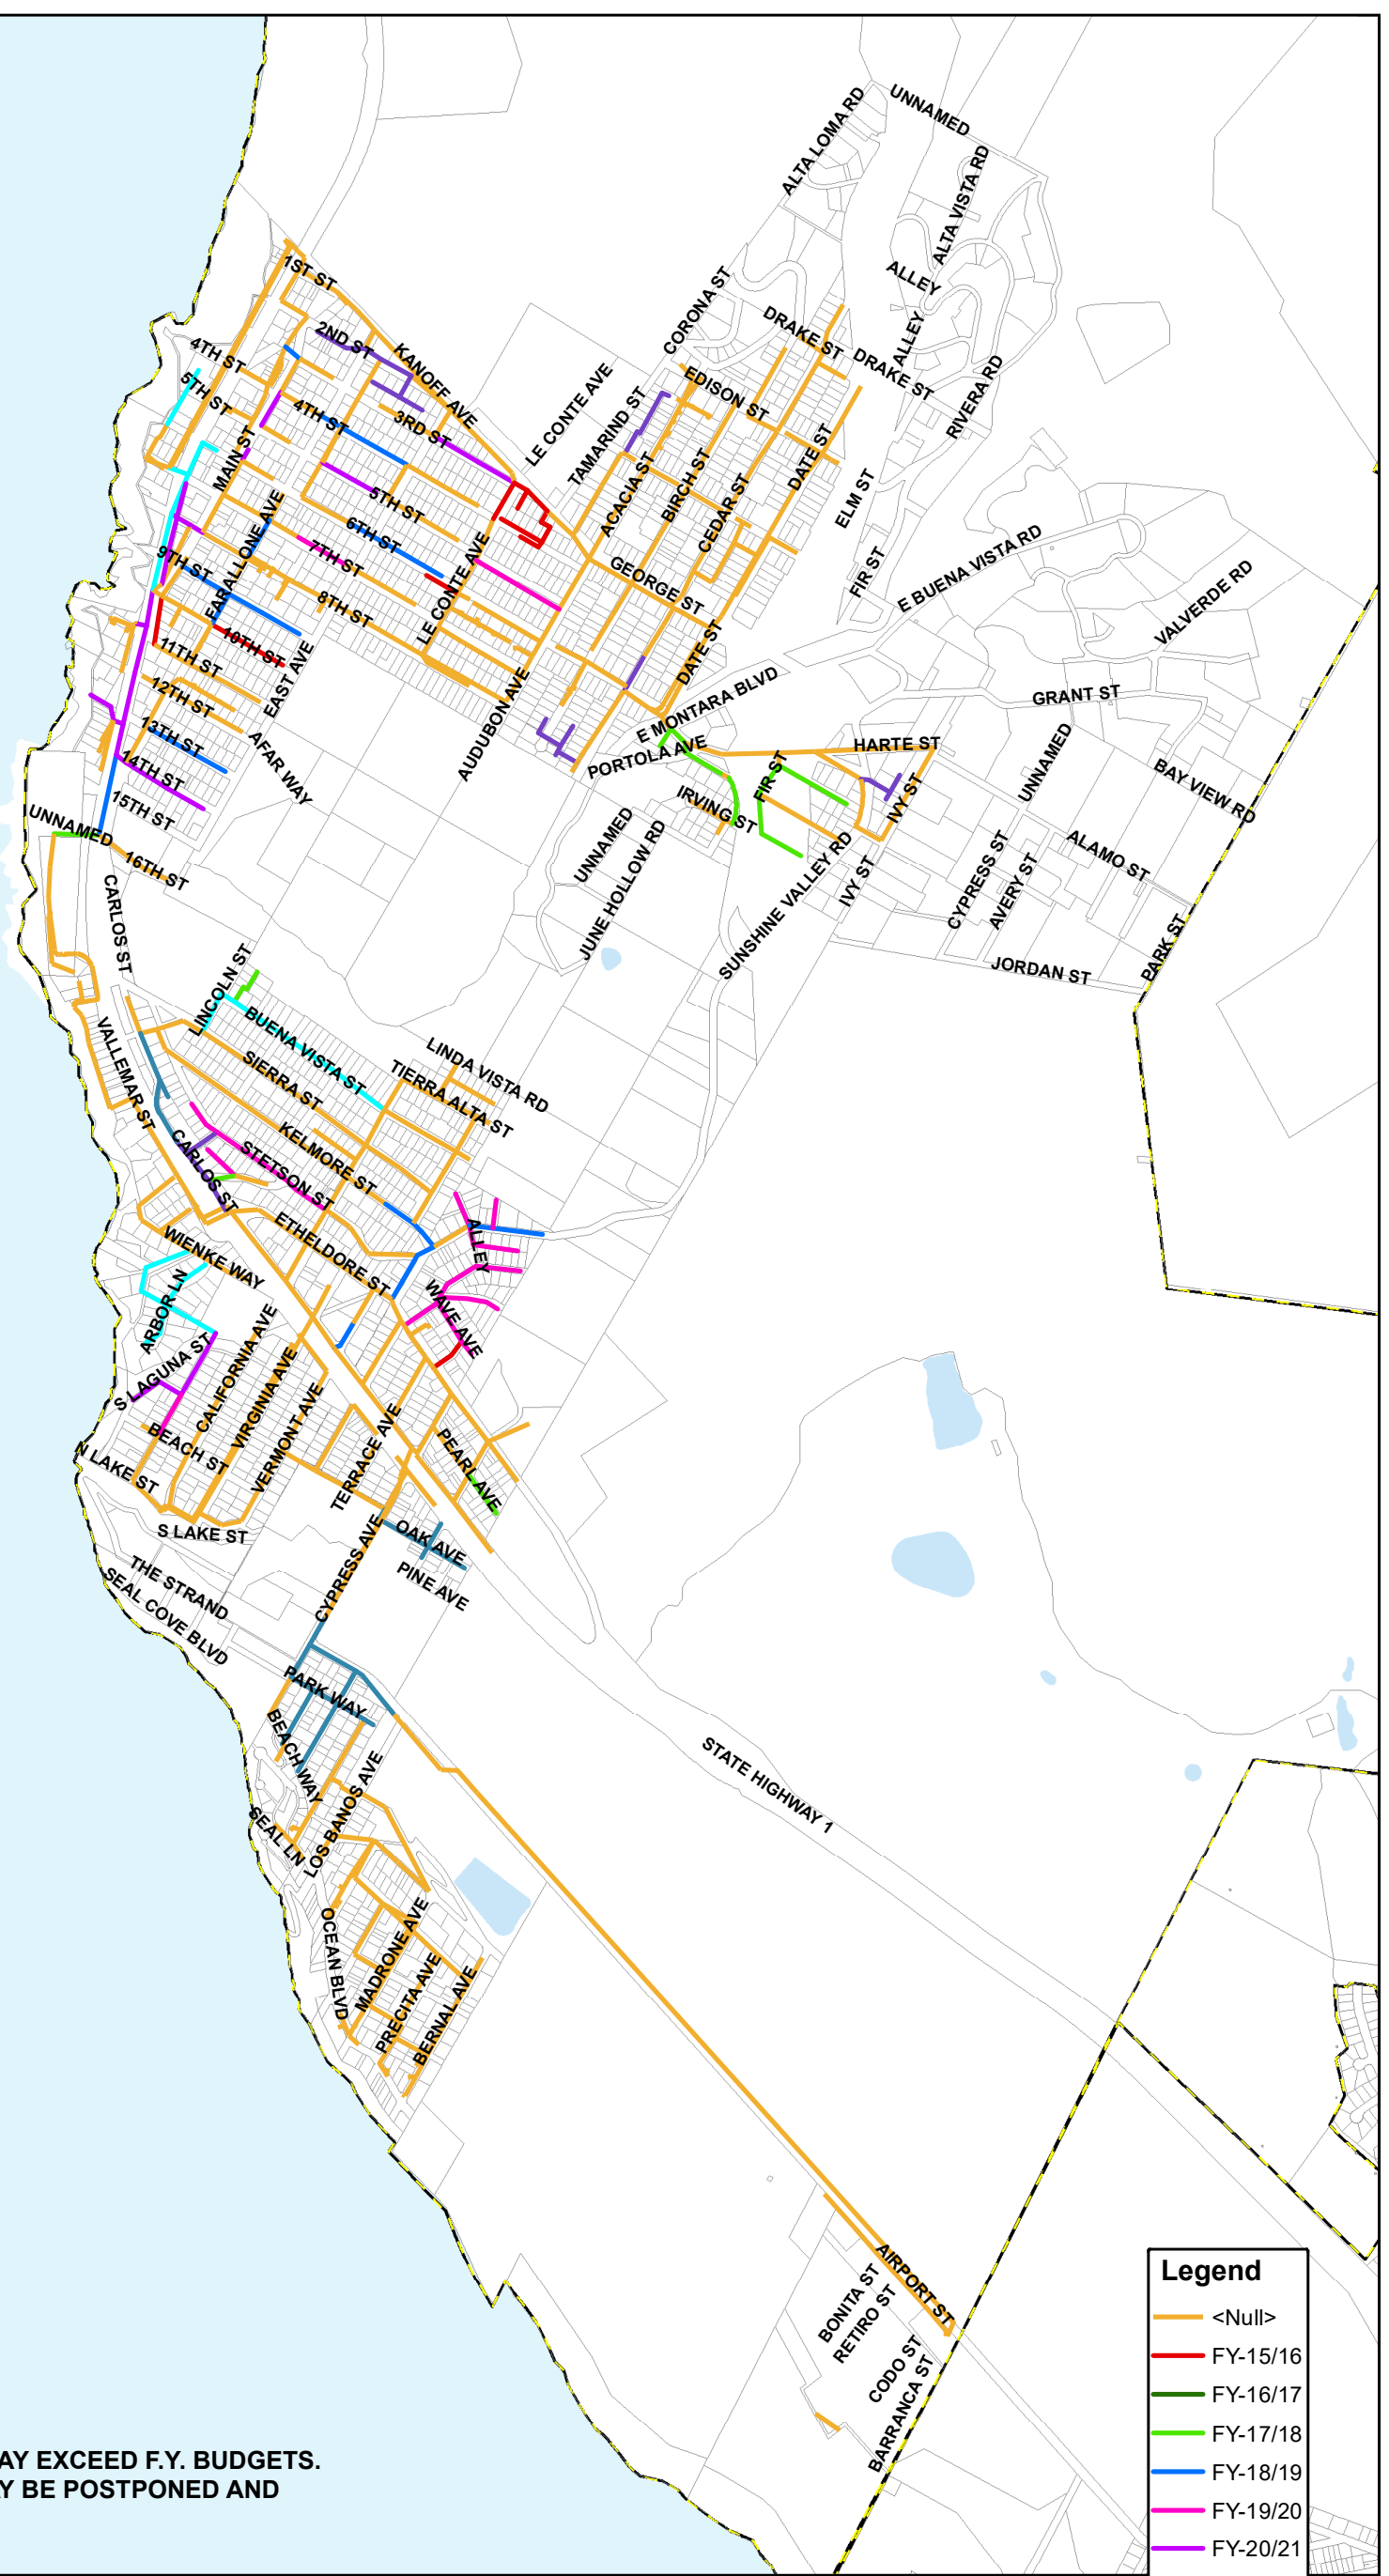 UNNAMED
ALTA LOMA RD
ALTA VISTA RD
ALLEY
1ST ST
CORONA ST
DRAKE ST
ALLEY
2ND ST
KANOFF AVE
4TH ST
DRAKE ST
RIVERA RD
EDISON ST
LE CONTE AVE
TAMARIND ST
5TH ST
4TH ST
3RD ST
MAIN ST
DATE ST
ACACIA ST
BIRCH ST
CEDAR ST
ELM ST
5TH ST
6TH ST
FARALLONE AVE
7TH ST
9TH ST
LE CONTE AVE
GEORGE ST
FIR ST
E BUENA VISTA RD
VALVERDE RD
8TH ST
10TH ST
11TH ST
EAST AVE
DATE ST
12TH ST
AUDUBON AVE
E MONTARA BLVD
GRANT ST
13TH ST
AFAR WAY
PORTOLA AVE
HARTE ST
14TH ST
FIR ST
UNNAMED
BAY VIEW RD
15TH ST
IRVING ST
IVY ST
UNNAMED
16TH ST
UNNAMED
JUNE HOLLOW RD
SUNSHINE VALLEY RD
IVY ST
CYPRESS ST
AVERY ST
ALAMO ST
CARLOS ST
PARK ST
JORDAN ST
LINCOLN ST
BUENA VISTA ST
VALLEMAR ST
SIERRA ST
LINDA VISTA RD
TIERRA ALTA ST
KELMORE ST
CARLOS ST
STETSON ST
ETHELDORE ST
ALLEY
WIENKE WAY
ARBOR LN
WAVE AVE
S LAGUNA ST
CALIFORNIA AVE
VIRGINIA AVE
VERMONT AVE
BEACH ST
N LAKE ST
TERRACE AVE
PEARL AVE
S LAKE ST
OAK AVE
CYPRESS AVE
PINE AVE
THE STRAND
SEAL COVE BLVD
PARK WAY
BEACH WAY
STATE HIGHWAY 1
LOS BANOS AVE
SEAL LN
OCEAN BLVD
MADRONE AVE
PRECITA AVE
BERNAL AVE
AIRPORT ST
BONITA ST
RETIRO ST
CODO ST
BARRANCA ST
Legend
<Null>
FY-15/16
FY-16/17
FY-17/18
FY-18/19
FY-19/20
FY-20/21
AY EXCEED F.Y. BUDGETS.
Y BE POSTPONED AND